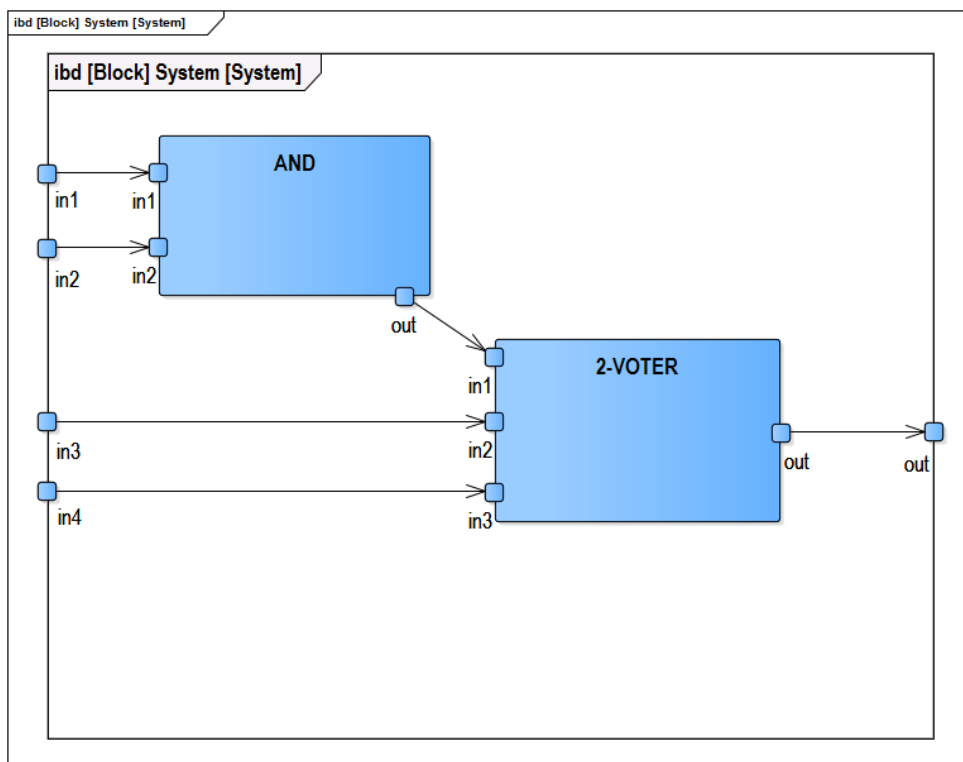 ibd [Block] System [System]
ibd [Block] System [System]
AND
in1
in1
in2
in2
out
2-VOTER
in1
in3
in2
out
out
in4
in3